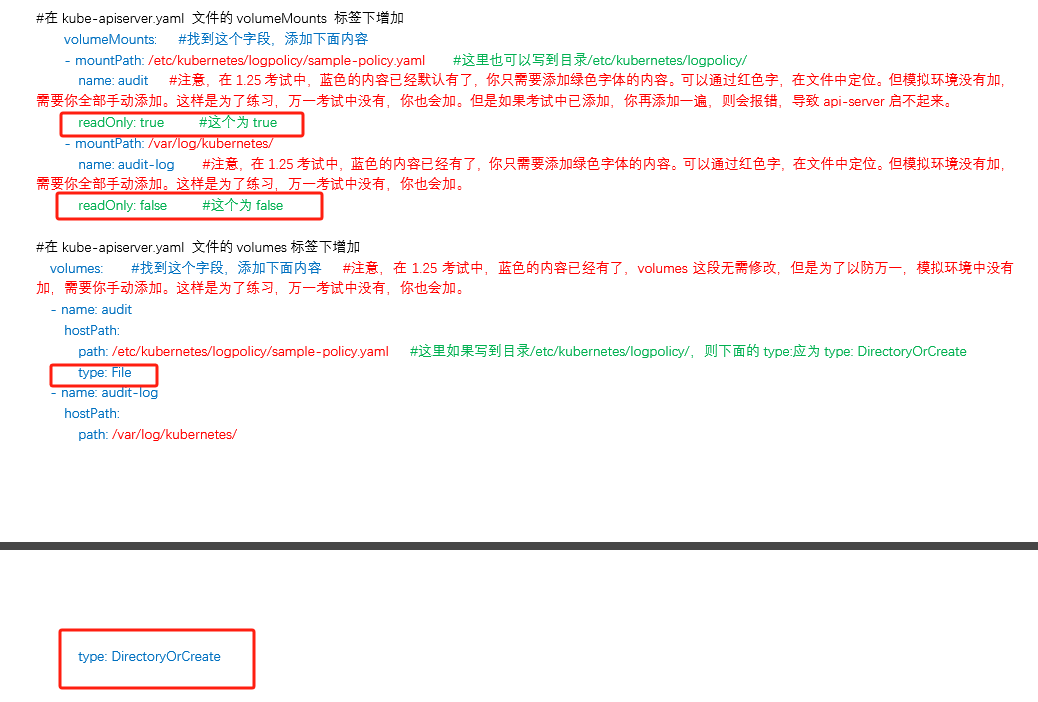 #在 kube-apiserver.yaml 文件的 volumeMounts 标签下增加
volumeMounts: #找到这个字段，添加下面内容
- mountPath: /etc/kubernetes/logpolicy/sample-policy.yaml #这里也可以写到目录/etc/kubernetes/logpolicy/
name: audit #注意，在 1.25 考试中，蓝色的内容已经默认有了，你只需要添加绿色字体的内容。可以通过红色字，在文件中定位。但模拟环境没有加，
需要你全部手动添加。这样是为了练习，万一考试中没有，你也会加。但是如果考试中已添加，你再添加一遍，则会报错，导致 api-server 启不起来。
readOnly: true #这个为 true
- mountPath: /var/log/kubernetes/
name: audit-log #注意，在 1.25 考试中，蓝色的内容已经有了，你只需要添加绿色字体的内容。可以通过红色字，在文件中定位。但模拟环境没有加，
需要你全部手动添加。这样是为了练习，万一考试中没有，你也会加。
readOnly: false #这个为 false
#在 kube-apiserver.yaml 文件的 volumes 标签下增加
volumes: #找到这个字段，添加下面内容 #注意，在 1.25 考试中，蓝色的内容已经有了，volumes 这段无需修改，但是为了以防万一，模拟环境中没有
加，需要你手动添加。这样是为了练习，万一考试中没有，你也会加。
- name: audit
hostPath:
path: /etc/kubernetes/logpolicy/sample-policy.yaml #这里如果写到目录/etc/kubernetes/logpolicy/，则下面的 type:应为 type: DirectoryOrCreate
type: File
- name: audit-log
hostPath:
path: /var/log/kubernetes/
type: DirectoryOrCreate